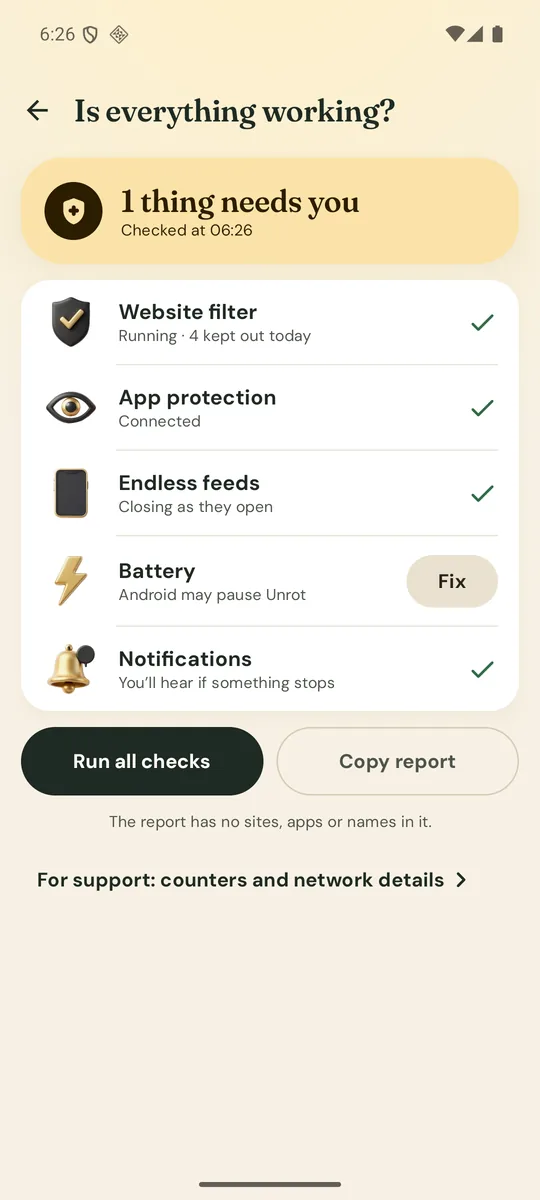 6:26
Is everything working?
1 thing needs you
Checked at 06:26
Website filter
Running · 4 kept out today
App protection
Connected
Endless feeds
Closing as they open
Battery
Android may pause Unrot
Fix
Notifications
You’ll hear if something stops
Run all checks
Copy report
The report has no sites, apps or names in it.
For support: counters and network details